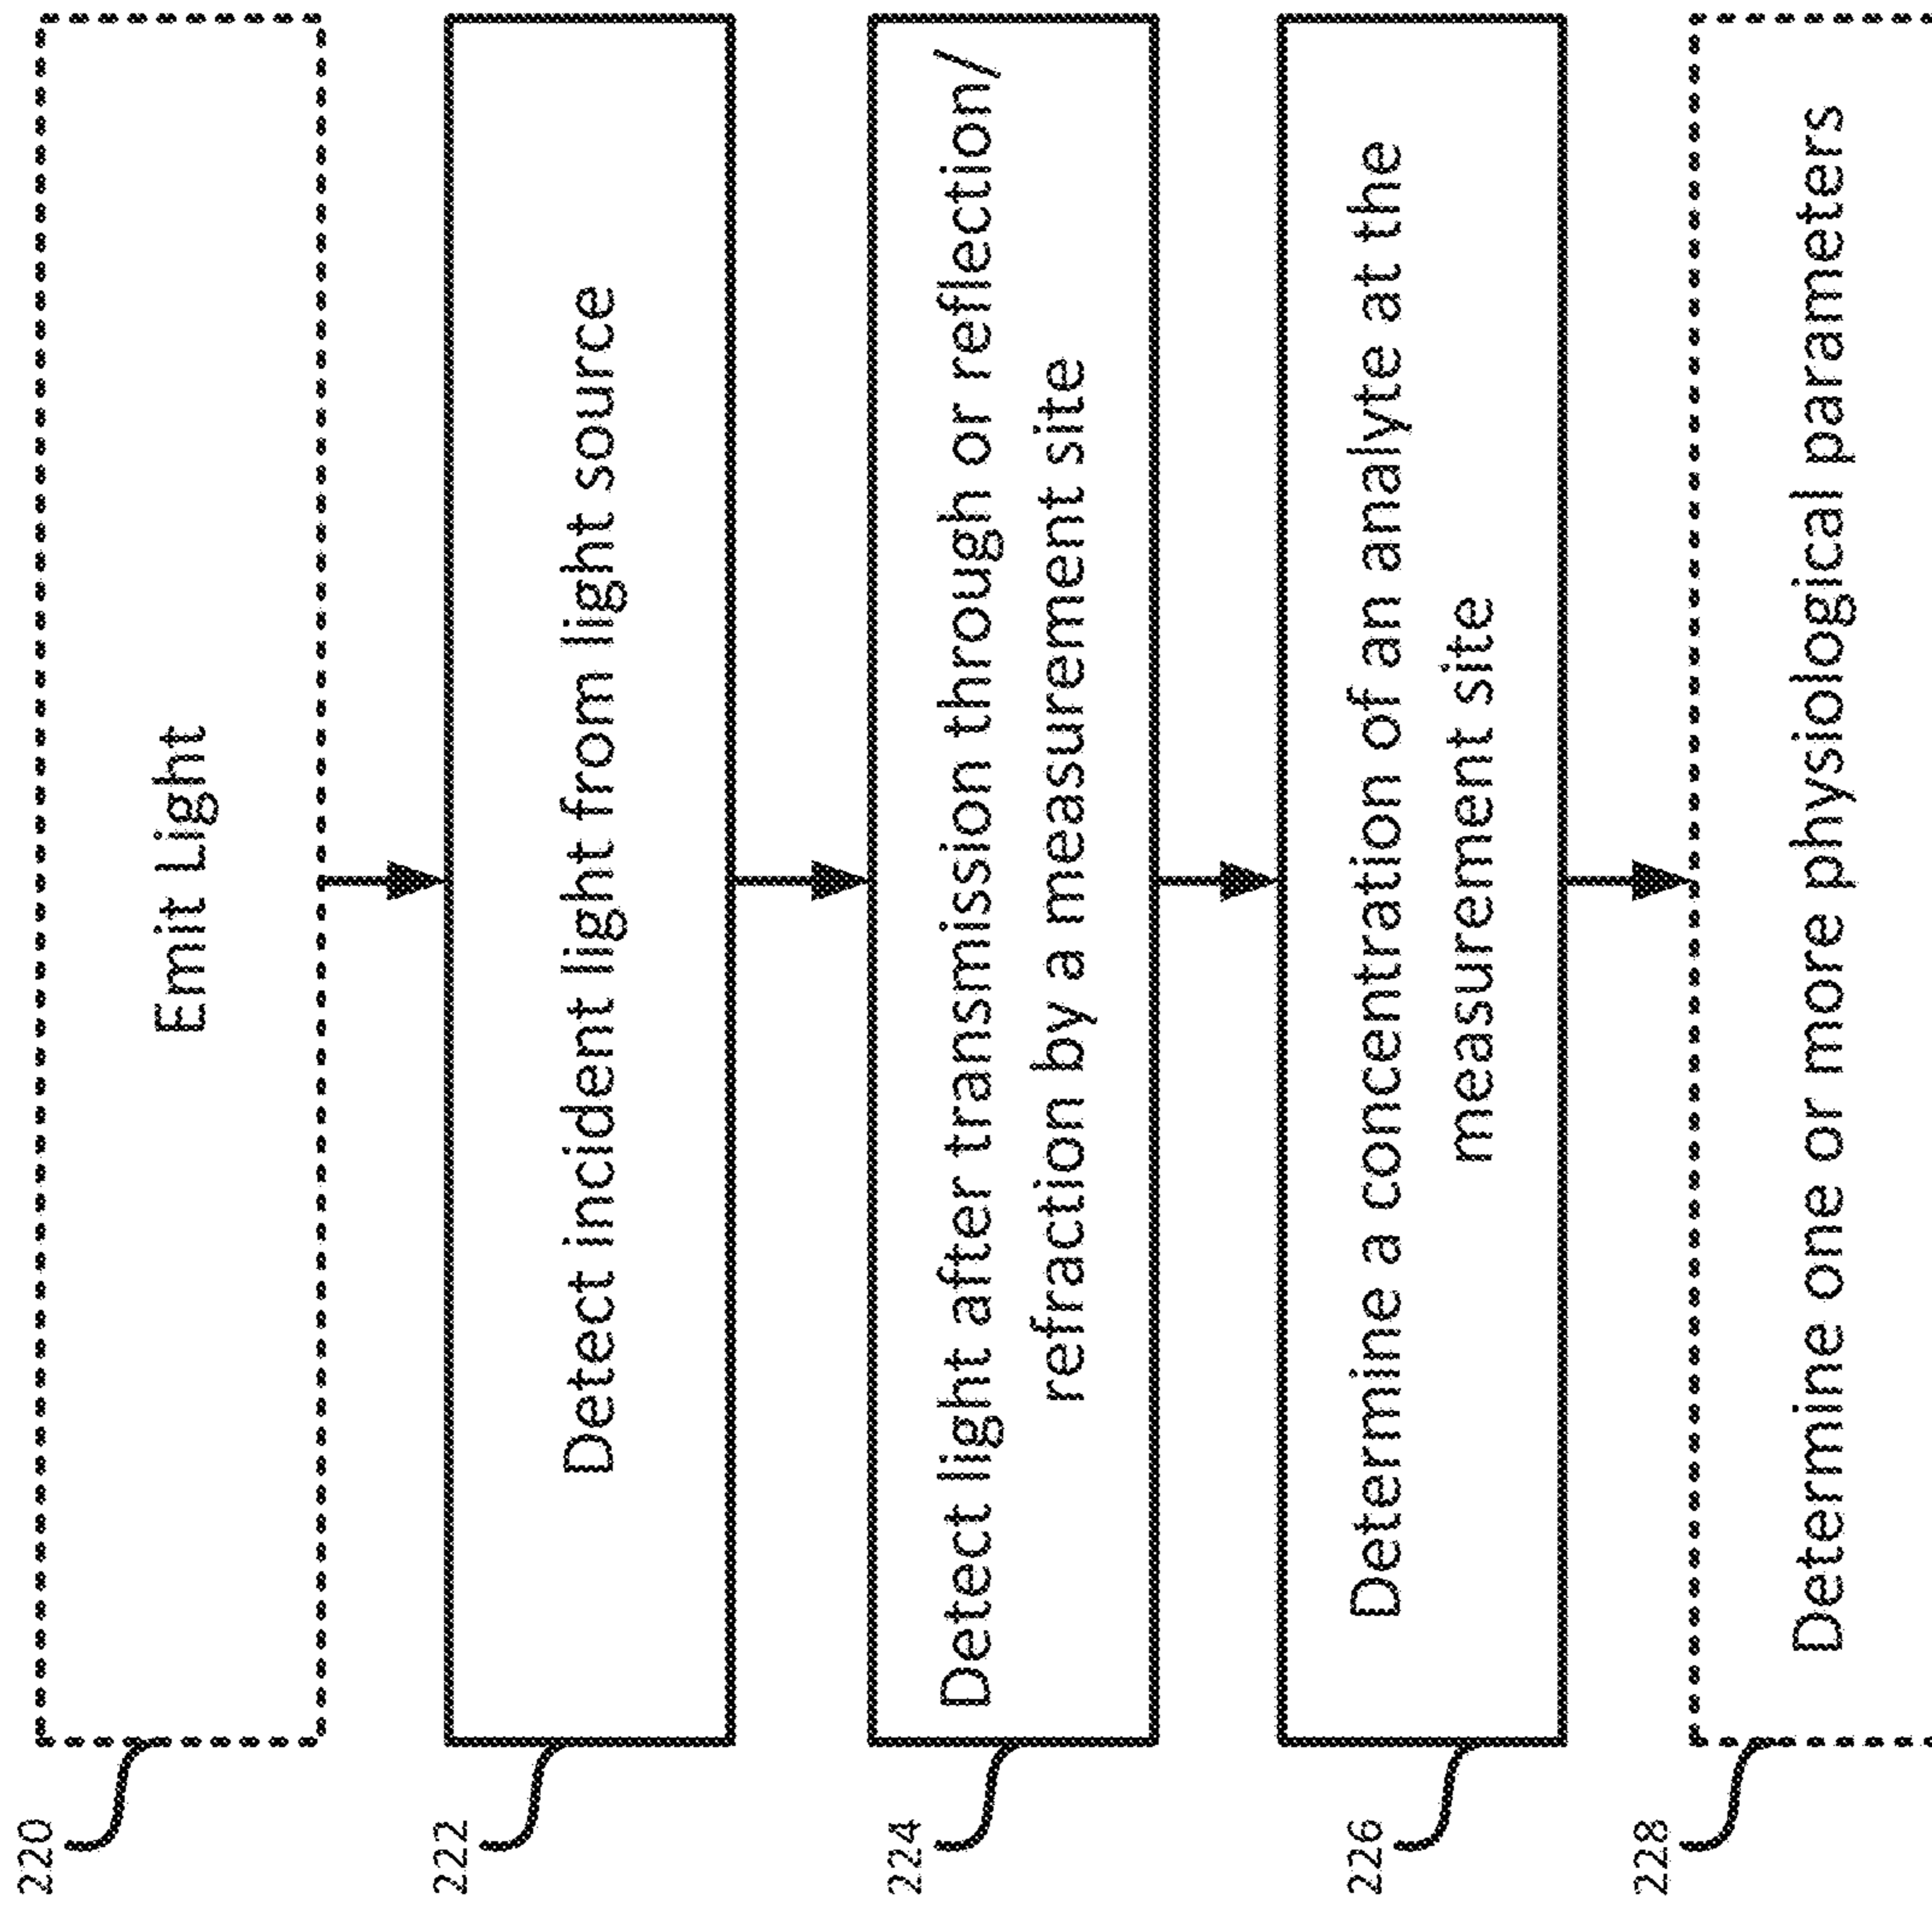 220
Emit Light
222
Detect incident light from light source
224
Detect light after transmission through or reflection/
refraction by a measurement site
226
Determine a concentration of an analyte at the
measurement site
228
Determine one or more physiological parameters